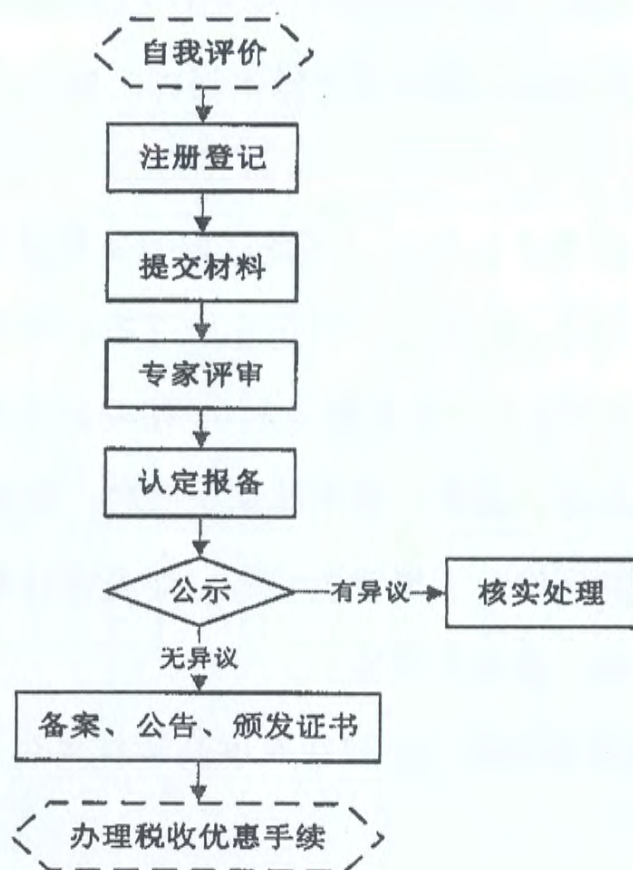 自我评价
注册登记
提交材料
专家评审
认定报备
公示
有异议
核实处理
无异议
备案、公告、颁发证书
办理税收优惠手续